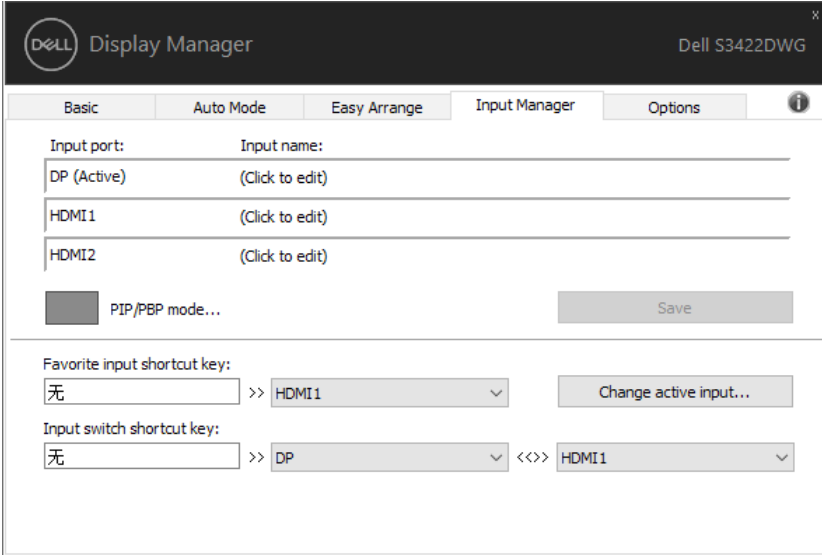 DELL Display Manager Dell S3422DWG
x
Basic Auto Mode Easy Arrange Input Manager Options i
Input port: Input name:
DP (Active) (Click to edit)
HDMI1 (Click to edit)
HDMI2 (Click to edit)
PIP/PBP mode... Save
Favorite input shortcut key:
无 >> HDMI1 Change active input...
Input switch shortcut key:
无 >> DP <<>> HDMI1